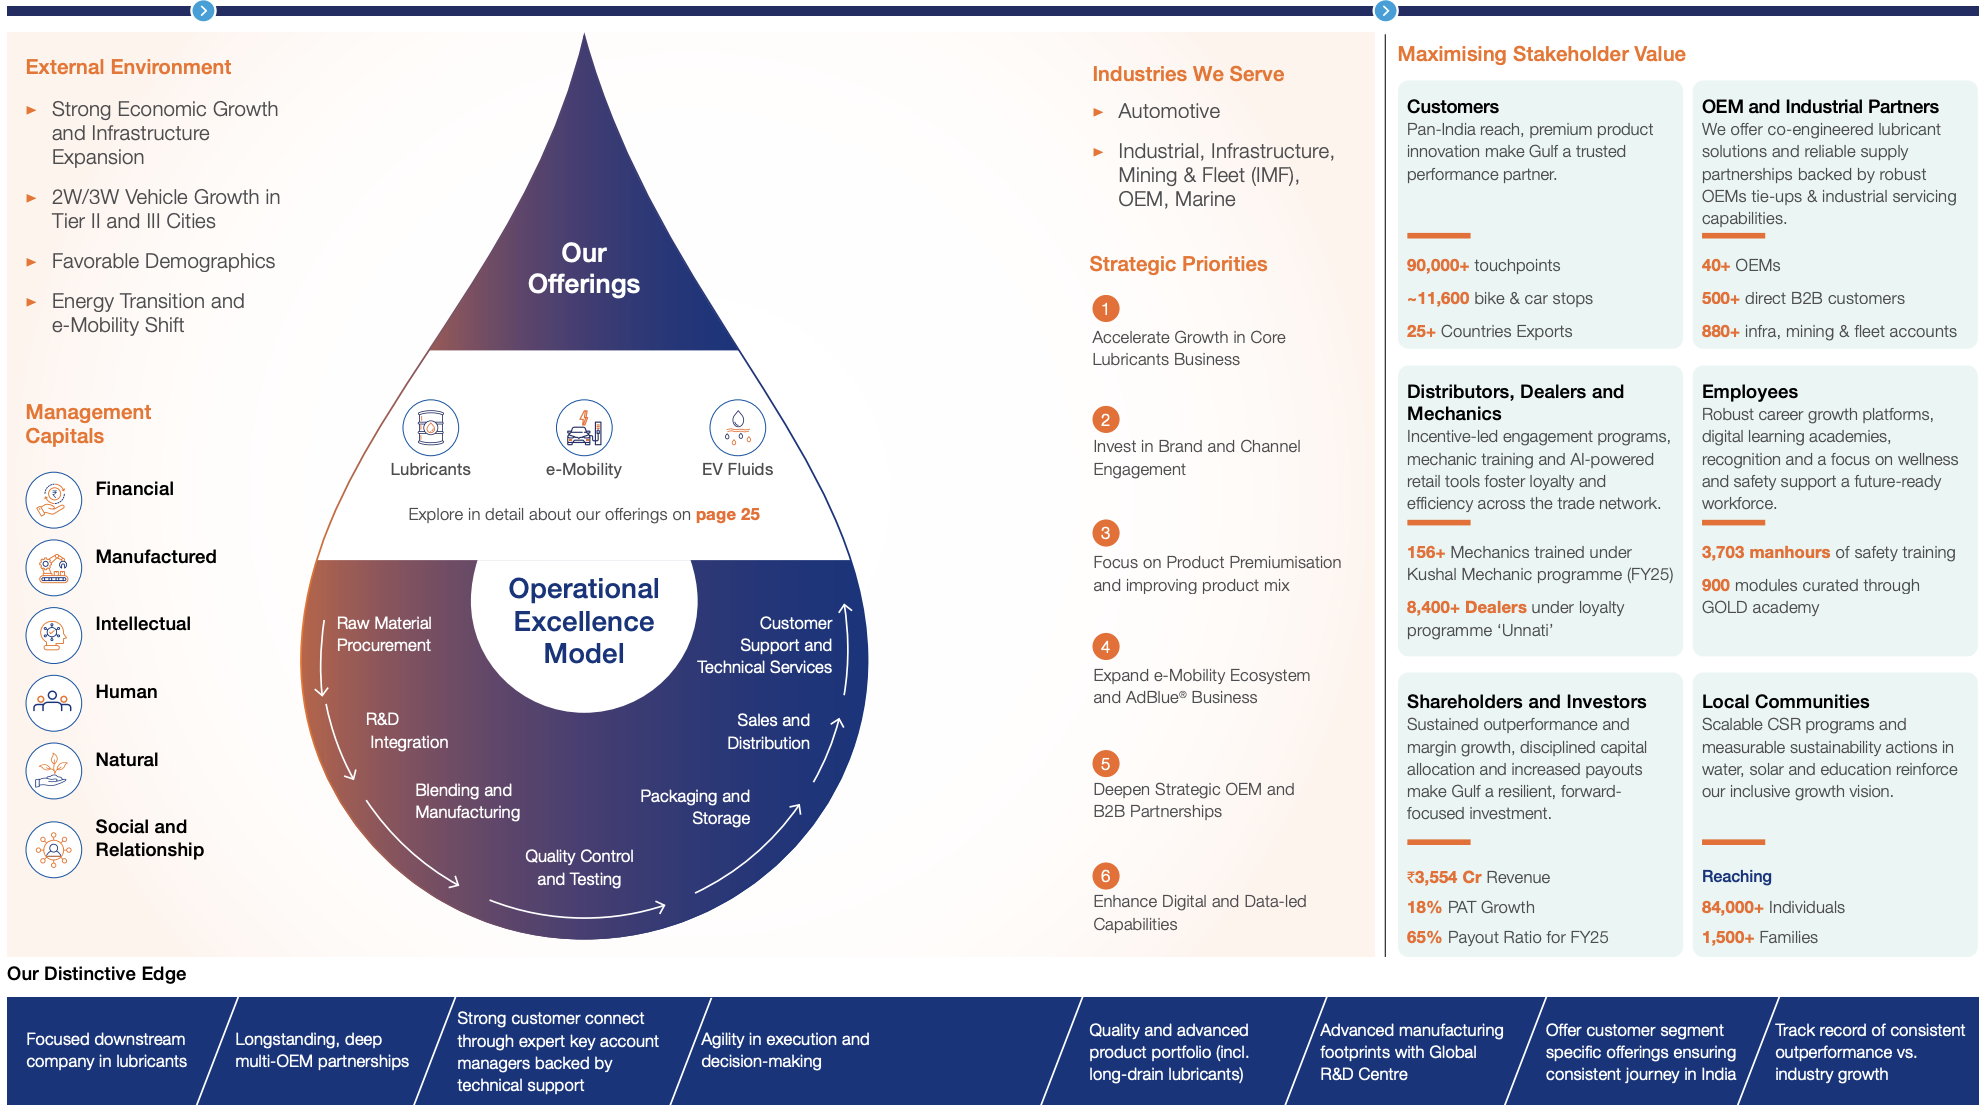 External Environment
► Strong Economic Growth
and Infrastructure
Expansion
► 2W/3W Vehicle Growth in
Tier II and III Cities
► Favorable Demographics
► Energy Transition and
e-Mobility Shift
Management
Capitals
Financial
Manufactured
Intellectual
Human
Natural
Social and
Relationship
Our
Offerings
Lubricants
e-Mobility
EV Fluids
Explore in detail about our offerings on page 25
Operational
Excellence
Model
Raw Material
Procurement
R&D
Integration
Blending and
Manufacturing
Quality Control
and Testing
Packaging and
Storage
Sales and
Distribution
Customer
Support and
Technical Services
Industries We Serve
► Automotive
► Industrial, Infrastructure,
Mining & Fleet (IMF),
OEM, Marine
Strategic Priorities
1
Accelerate Growth in Core
Lubricants Business
2
Invest in Brand and Channel
Engagement
3
Focus on Product Premiumisation
and improving product mix
4
Expand e-Mobility Ecosystem
and AdBlue® Business
5
Deepen Strategic OEM and
B2B Partnerships
6
Enhance Digital and Data-led
Capabilities
Maximising Stakeholder Value
Customers
Pan-India reach, premium product
innovation make Gulf a trusted
performance partner.
90,000+ touchpoints
~11,600 bike & car stops
25+ Countries Exports
OEM and Industrial Partners
We offer co-engineered lubricant
solutions and reliable supply
partnerships backed by robust
OEMs tie-ups & industrial servicing
capabilities.
40+ OEMs
500+ direct B2B customers
880+ infra, mining & fleet accounts
Distributors, Dealers and
Mechanics
Incentive-led engagement programs,
mechanic training and AI-powered
retail tools foster loyalty and
efficiency across the trade network.
156+ Mechanics trained under
Kushal Mechanic programme (FY25)
8,400+ Dealers under loyalty
programme ‘Unnati’
Employees
Robust career growth platforms,
digital learning academies,
recognition and a focus on wellness
and safety support a future-ready
workforce.
3,703 manhours of safety training
900 modules curated through
GOLD academy
Shareholders and Investors
Sustained outperformance and
margin growth, disciplined capital
allocation and increased payouts
make Gulf a resilient, forward-
focused investment.
₹3,554 Cr Revenue
18% PAT Growth
65% Payout Ratio for FY25
Local Communities
Scalable CSR programs and
measurable sustainability actions in
water, solar and education reinforce
our inclusive growth vision.
Reaching
84,000+ Individuals
1,500+ Families
Our Distinctive Edge
Focused downstream
company in lubricants
Longstanding, deep
multi-OEM partnerships
Strong customer connect
through expert key account
managers backed by
technical support
Agility in execution and
decision-making
Quality and advanced
product portfolio (incl.
long-drain lubricants)
Advanced manufacturing
footprints with Global
R&D Centre
Offer customer segment
specific offerings ensuring
consistent journey in India
Track record of consistent
outperformance vs.
industry growth